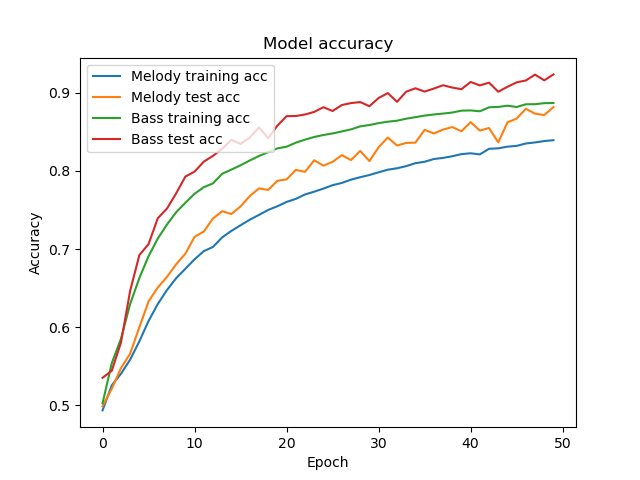 Model accuracy
Melody training acc
Melody test acc
Bass training acc
Bass test acc
Accuracy
0.9
0.8
0.7
0.6
0.5
0 10 20 30 40 50
Epoch